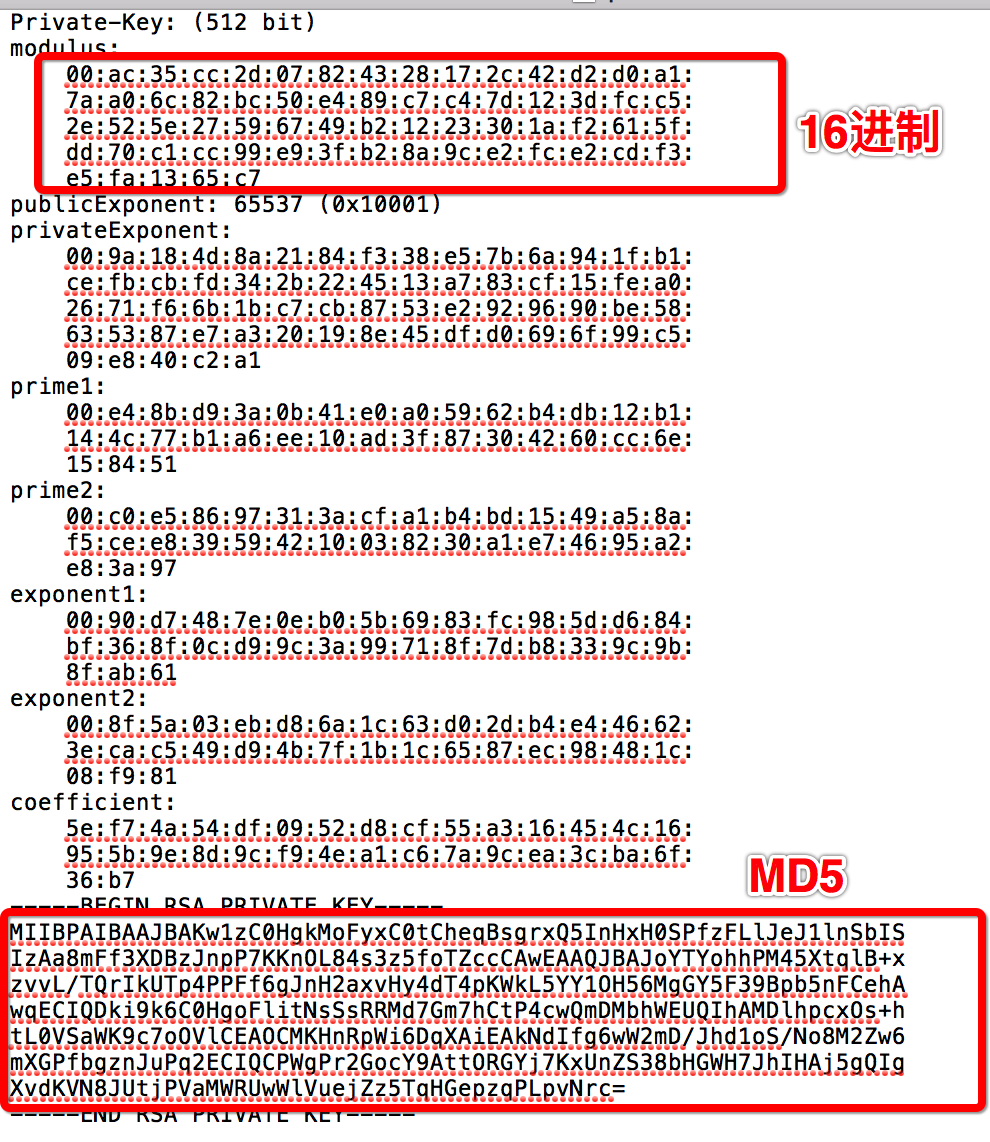 Private-Key: (512 bit)
modulus:
00:ac:35:cc:2d:07:82:43:28:17:2c:42:d2:d0:a1:
7a:a0:6c:82:bc:50:e4:89:c7:c4:7d:12:3d:fc:c5:
2e:52:5e:27:59:67:49:b2:12:23:30:1a:f2:61:5f:
dd:70:c1:cc:99:e9:3f:b2:8a:9c:e2:fc:e2:cd:f3:
e5:fa:13:65:c7
16进制
publicExponent: 65537 (0x10001)
privateExponent:
00:9a:18:4d:8a:21:84:f3:38:e5:7b:6a:94:1f:b1:
ce:fb:cb:fd:34:2b:22:45:13:a7:83:cf:15:fe:a0:
26:71:f6:6b:1b:c7:cb:87:53:e2:92:96:90:be:58:
63:53:87:e7:a3:20:19:8e:45:df:d0:69:6f:99:c5:
09:e8:40:c2:a1
prime1:
00:e4:8b:d9:3a:0b:41:e0:a0:59:62:b4:db:12:b1:
14:4c:77:b1:a6:ee:10:ad:3f:87:30:42:60:cc:6e:
15:84:51
prime2:
00:c0:e5:86:97:31:3a:cf:a1:b4:bd:15:49:a5:8a:
f5:ce:e8:39:59:42:10:03:82:30:a1:e7:46:95:a2:
e8:3a:97
exponent1:
00:90:d7:48:7e:0e:b0:5b:69:83:fc:98:5d:d6:84:
bf:36:8f:0c:d9:9c:3a:99:71:8f:7d:b8:33:9c:9b:
8f:ab:61
exponent2:
00:8f:5a:03:eb:d8:6a:1c:63:d0:2d:b4:e4:46:62:
3e:ca:c5:49:d9:4b:7f:1b:1c:65:87:ec:98:48:1c:
08:f9:81
coefficient:
5e:f7:4a:54:df:09:52:d8:cf:55:a3:16:45:4c:16:
95:5b:9e:8d:9c:f9:4e:a1:c6:7a:9c:ea:3c:ba:6f:
36:b7
MD5
-----BEGIN RSA PRIVATE KEY-----
MIIBPAIBAAJBAKw1zC0HgkMoFyxC0tCheqBsgrxQ5InHxH0SPfzFLlJeJ1lnSbIS
IzAa8mFf3XDBzJnpP7KKnOL84s3z5foTZccCAwEAAQJBAJoYTYohhPM45XtqlB+x
zvvL/TQrIkUTp4PPFf6gJnH2axvHy4dT4pKWkL5YY1OH56MgGY5F39Bpb5nFCehA
wqECIQDki9k6C0HgoFlitNsSsRRMd7Gm7hCtP4cwQmDMbhWEUQIhAMDlhpcxOs+h
tL0VSaWK9c7oOVlCEAOCMKHnRpWi6DqXAiEAkNdIfg6wW2mD/Jhd1oS/No8M2Zw6
mXGPfbgznJuPq2ECIQCPWgPr2GocY9AttORGYj7KxUnZS38bHGWH7JhIHAj5gQIg
XvdKVN8JUtjPVaMWRUwWlVuejZz5TqHGepzqPLpvNrc=
-----END RSA PRIVATE KEY-----